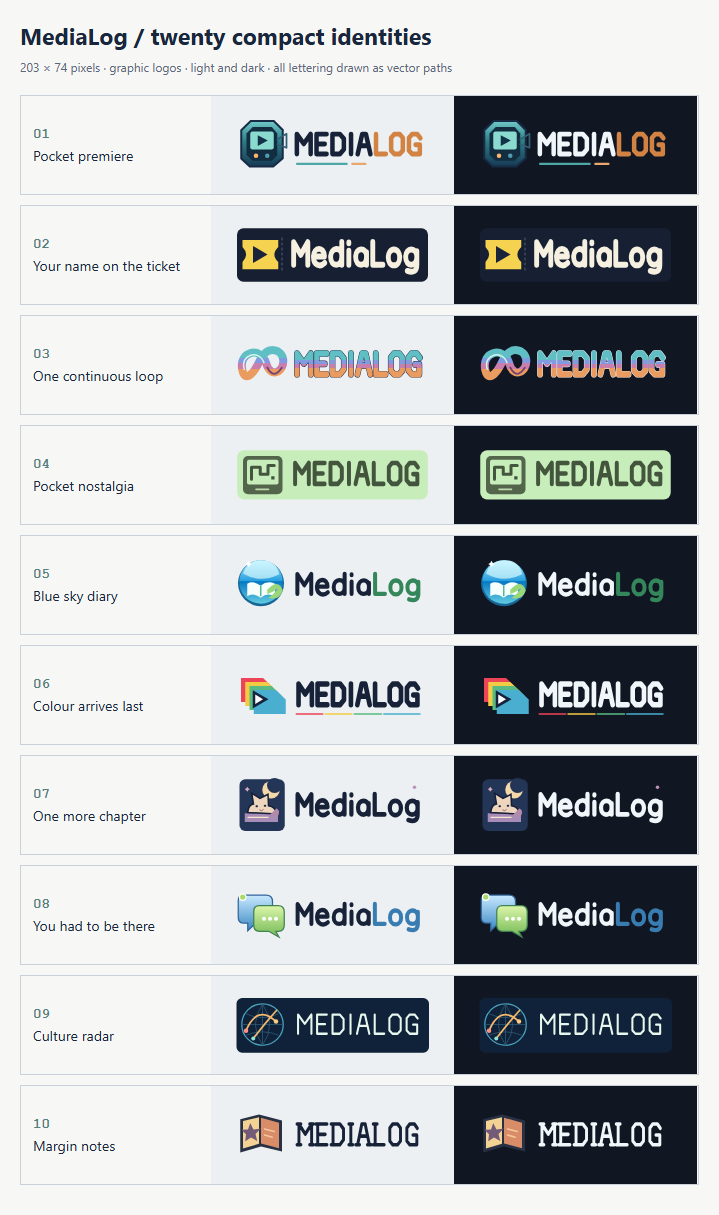 MediaLog / twenty compact identities
203 × 74 pixels · graphic logos · light and dark · all lettering drawn as vector paths
01
Pocket premiere
MEDIALOG
MEDIALOG
02
Your name on the ticket
MediaLog
MediaLog
03
One continuous loop
MEDIALOG
MEDIALOG
04
Pocket nostalgia
MEDIALOG
MEDIALOG
05
Blue sky diary
MediaLog
MediaLog
06
Colour arrives last
MEDIALOG
MEDIALOG
07
One more chapter
MediaLog
MediaLog
08
You had to be there
MediaLog
MediaLog
09
Culture radar
MEDIALOG
MEDIALOG
10
Margin notes
MEDIALOG
MEDIALOG